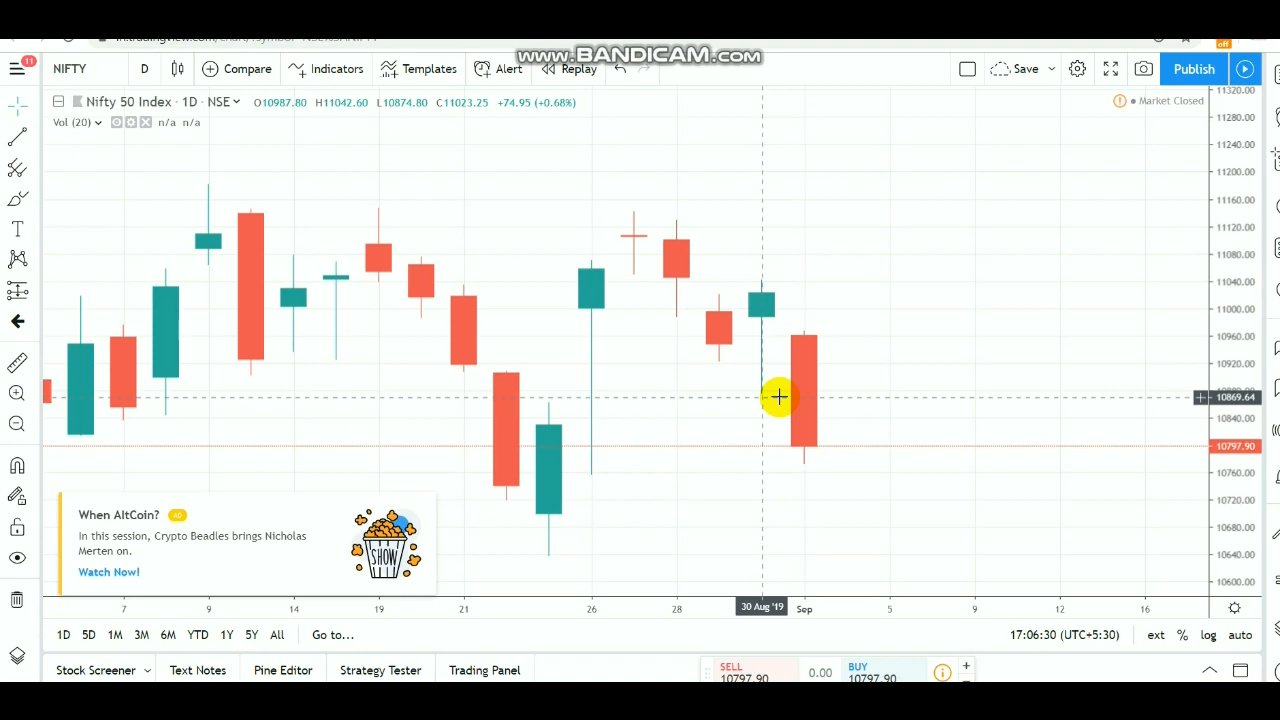 www.BANDICAM.com
11
NIFTY D Compare Indicators Templates Alert Replay Save Publish
off
Nifty 50 Index · 1D · NSE O10987.80 H11042.60 L10874.80 C11023.25 +74.95 (+0.68%)
Market Closed
Vol (20) n/a n/a
11320.00
11280.00
11240.00
11200.00
11160.00
11120.00
11080.00
11040.00
11000.00
10960.00
10920.00
10869.64
10840.00
10797.90
10760.00
10720.00
10680.00
10640.00
10600.00
When AltCoin? AD
In this session, Crypto Beadles brings Nicholas
Merten on.
Watch Now!
SHOW
7 9 14 19 21 26 28 30 Aug '19 Sep 5 9 12 16
1D 5D 1M 3M 6M YTD 1Y 5Y All Go to... 17:06:30 (UTC+5:30) ext % log auto
Stock Screener Text Notes Pine Editor Strategy Tester Trading Panel
SELL 0.00 BUY
10797.90 10797.90